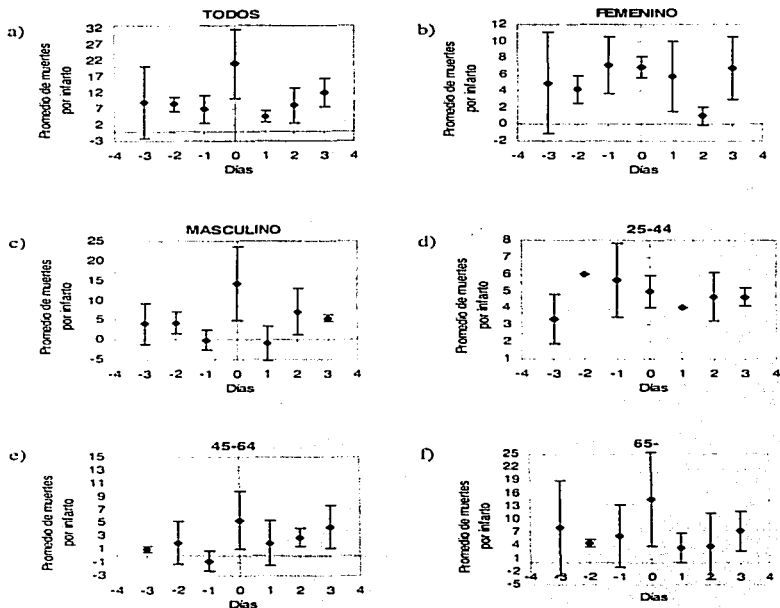 a)
TODOS
Promedio de muertes
por infarto
32
27
22
17
12
7
2
-3
-4 -3 -2 -1 0 1 2 3 4
Días
b)
FEMENINO
Promedio de muertes
por infarto
12
10
8
6
4
2
0
-2
-4 -3 -2 -1 0 1 2 3 4
Días
c)
MASCULINO
Promedio de muertes
por infarto
25
20
15
10
5
0
-5
-4 -3 -2 -1 0 1 2 3 4
Días
d)
25-44
Promedio de muertes
por infarto
8
7
6
5
4
3
2
1
-4 -3 -2 -1 0 1 2 3 4
Días
e)
45-64
Promedio de muertes
por infarto
15
13
11
9
7
5
3
1
-1
-3
-4 -3 -2 -1 0 1 2 3 4
Días
f)
65-
Promedio de muertes
por infarto
25
22
19
16
13
10
7
4
1
-2
-5
-4 -3 -2 -1 0 1 2 3 4
Días